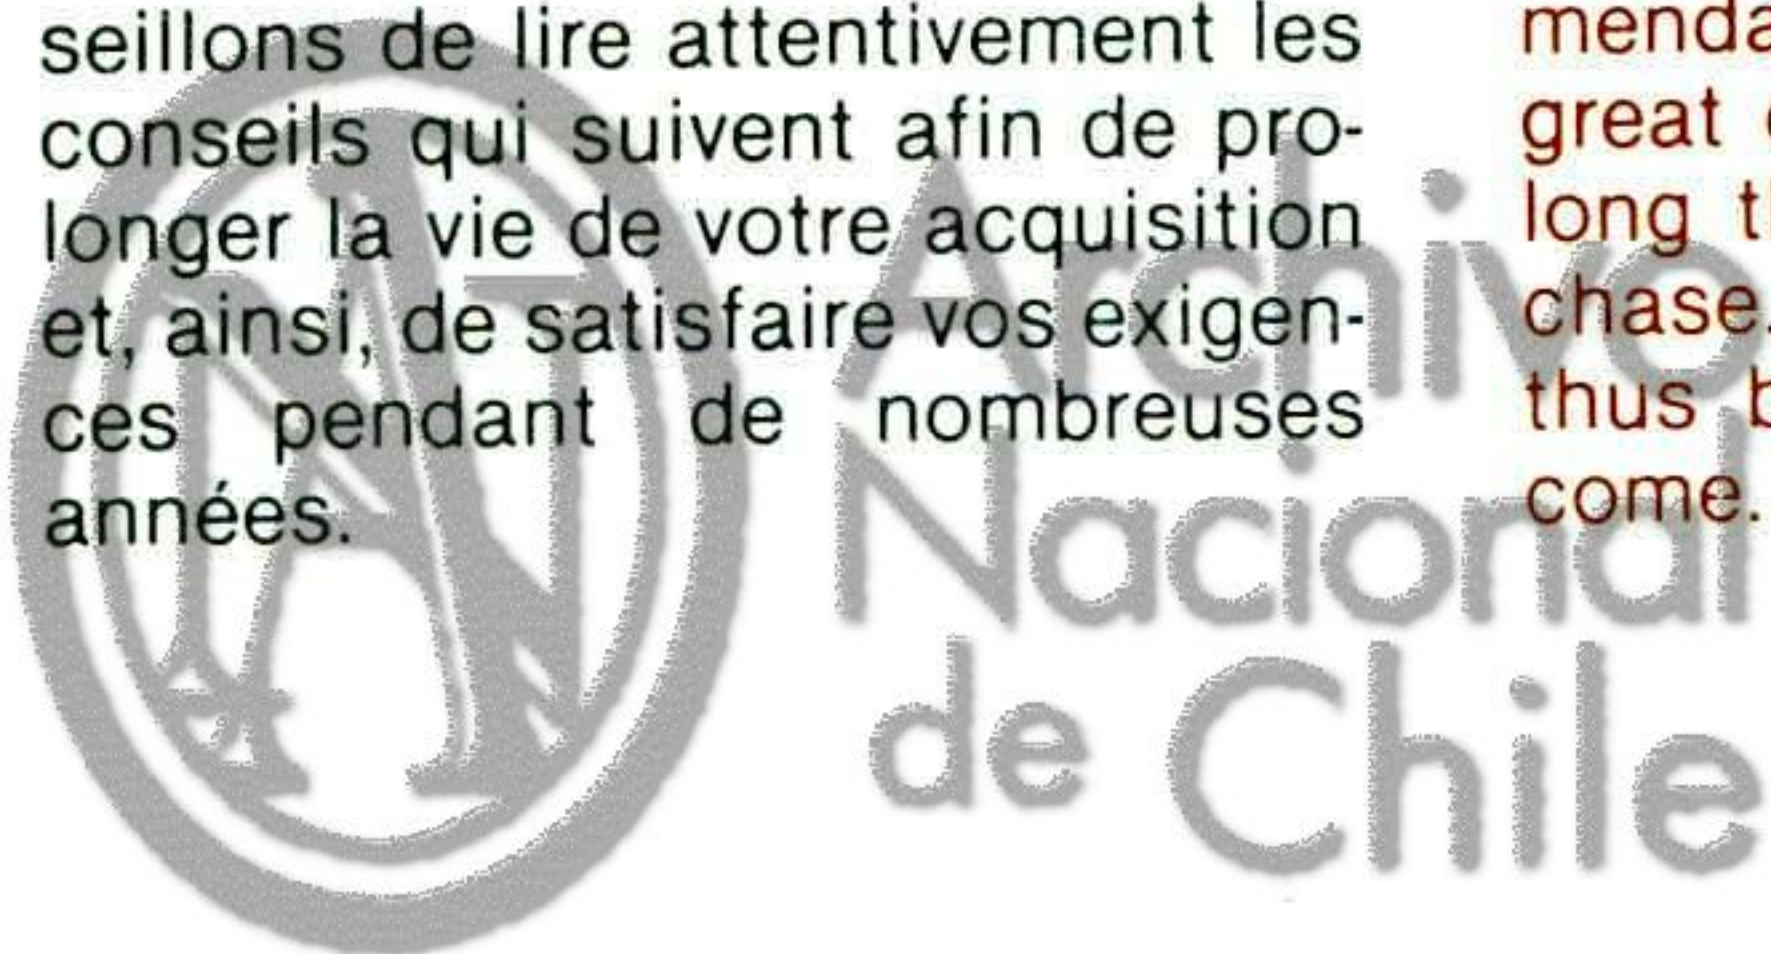 seillons de lire attentivement les
conseils qui suivent afin de pro-
longer la vie de votre acquisition
et, ainsi, de satisfaire vos exigen-
ces pendant de nombreuses
années.
great
long
chase.
thus
come.
Archivo
Nacional
de Chile